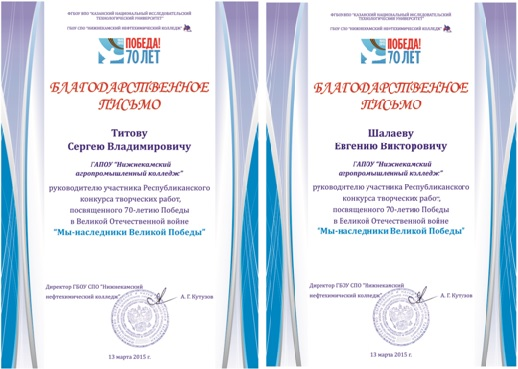 ФГБОУ ВПО "КАЗАНСКИЙ НАЦИОНАЛЬНЫЙ ИССЛЕДОВАТЕЛЬСКИЙ
ТЕХНОЛОГИЧЕСКИЙ УНИВЕРСИТЕТ"
ГБОУ СПО "НИЖНЕКАМСКИЙ НЕФТЕХИМИЧЕСКИЙ КОЛЛЕДЖ"
ПОБЕДА!
70 ЛЕТ
БЛАГОДАРСТВЕННОЕ
ПИСЬМО
Титову
Сергею Владимировичу
ГАПОУ "Нижнекамский
агропромышленный колледж"
руководителю участника Республиканского
конкурса творческих работ,
посвященного 70-летию Победы
в Великой Отечественной войне
"Мы-наследники Великой Победы"
Директор ГБОУ СПО "Нижнекамский
нефтехимический колледж"
А. Г. Кутузов
13 марта 2015 г.
ФГБОУ ВПО "КАЗАНСКИЙ НАЦИОНАЛЬНЫЙ ИССЛЕДОВАТЕЛЬСКИЙ
ТЕХНОЛОГИЧЕСКИЙ УНИВЕРСИТЕТ"
ГБОУ СПО "НИЖНЕКАМСКИЙ НЕФТЕХИМИЧЕСКИЙ КОЛЛЕДЖ"
ПОБЕДА!
70 ЛЕТ
БЛАГОДАРСТВЕННОЕ
ПИСЬМО
Шалаеву
Евгению Викторовичу
ГАПОУ "Нижнекамский
агропромышленный колледж"
руководителю участника Республиканского
конкурса творческих работ,
посвященного 70-летию Победы
в Великой Отечественной войне
"Мы-наследники Великой Победы"
Директор ГБОУ СПО "Нижнекамский
нефтехимический колледж"
А. Г. Кутузов
13 марта 2015 г.